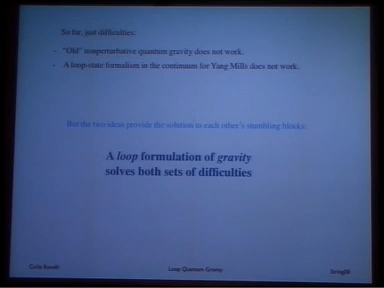 So far, just difficulties:
- "Old" nonperturbative quantum gravity does not work.
- A loop-state formalism in the continuum for Yang Mills does not work.
But the two ideas provide the solution to each other's stumbling blocks:
A loop formulation of gravity
solves both sets of difficulties
Carlo Rovelli
Loop Quantum Gravity
Strings08